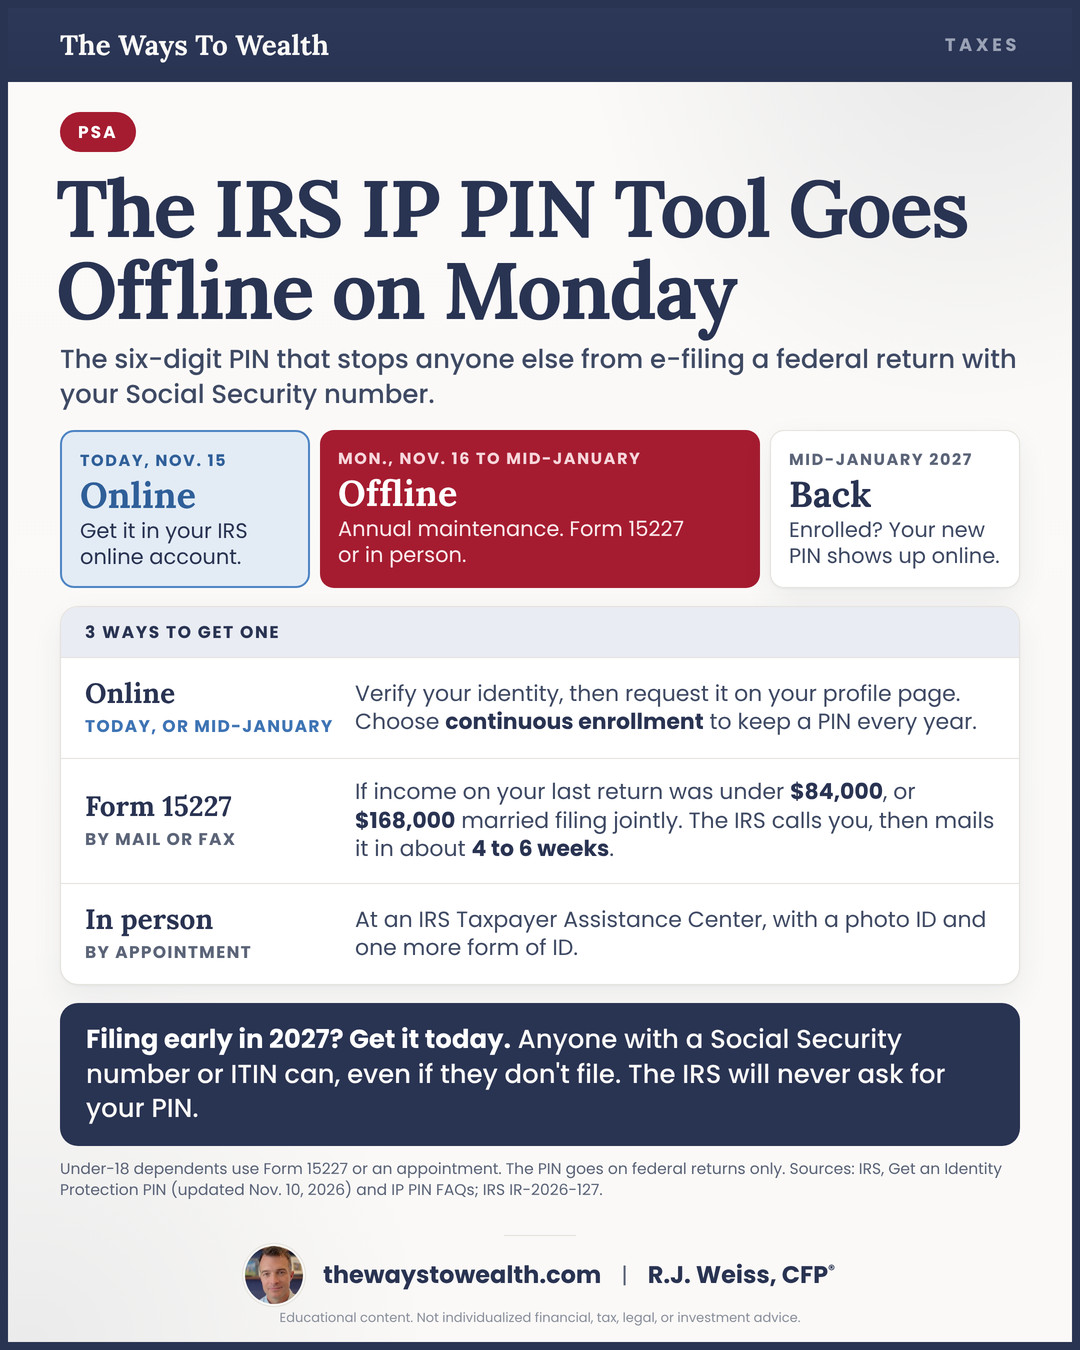 The Ways To Wealth
TAXES
PSA
The IRS IP PIN Tool Goes
Offline on Monday
The six-digit PIN that stops anyone else from e-filing a federal return with
your Social Security number.
TODAY, NOV. 15
Online
Get it in your IRS
online account.
MON., NOV. 16 TO MID-JANUARY
Offline
Annual maintenance. Form 15227
or in person.
MID-JANUARY 2027
Back
Enrolled? Your new
PIN shows up online.
3 WAYS TO GET ONE
Online
TODAY, OR MID-JANUARY
Verify your identity, then request it on your profile page.
Choose continuous enrollment to keep a PIN every year.
Form 15227
BY MAIL OR FAX
If income on your last return was under $84,000, or
$168,000 married filing jointly. The IRS calls you, then mails
it in about 4 to 6 weeks.
In person
BY APPOINTMENT
At an IRS Taxpayer Assistance Center, with a photo ID and
one more form of ID.
Filing early in 2027? Get it today. Anyone with a Social Security
number or ITIN can, even if they don't file. The IRS will never ask for
your PIN.
Under-18 dependents use Form 15227 or an appointment. The PIN goes on federal returns only. Sources: IRS, Get an Identity
Protection PIN (updated Nov. 10, 2026) and IP PIN FAQs; IRS IR-2026-127.
thewaystowealth.com | R.J. Weiss, CFP®
Educational content. Not individualized financial, tax, legal, or investment advice.